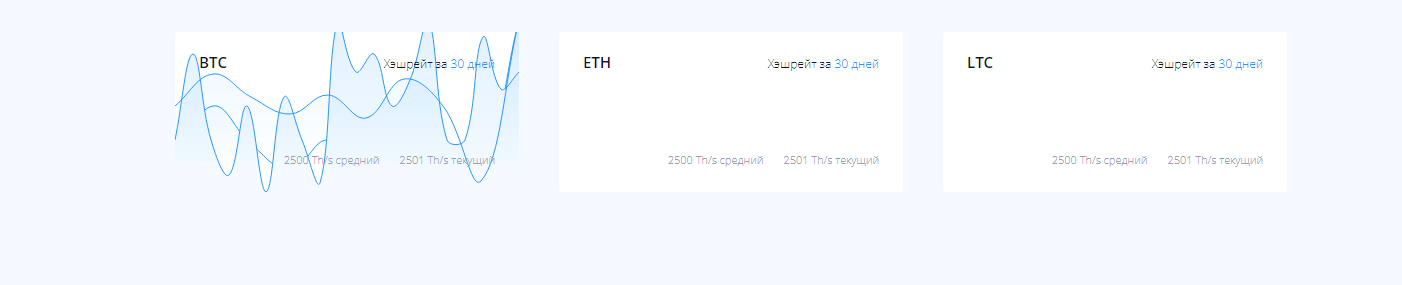 BTC Хэшрейт за 30 дней
2500 Th/s средний 2501 Th/s текущий
ETH Хэшрейт за 30 дней
2500 Th/s средний 2501 Th/s текущий
LTC Хэшрейт за 30 дней
2500 Th/s средний 2501 Th/s текущий